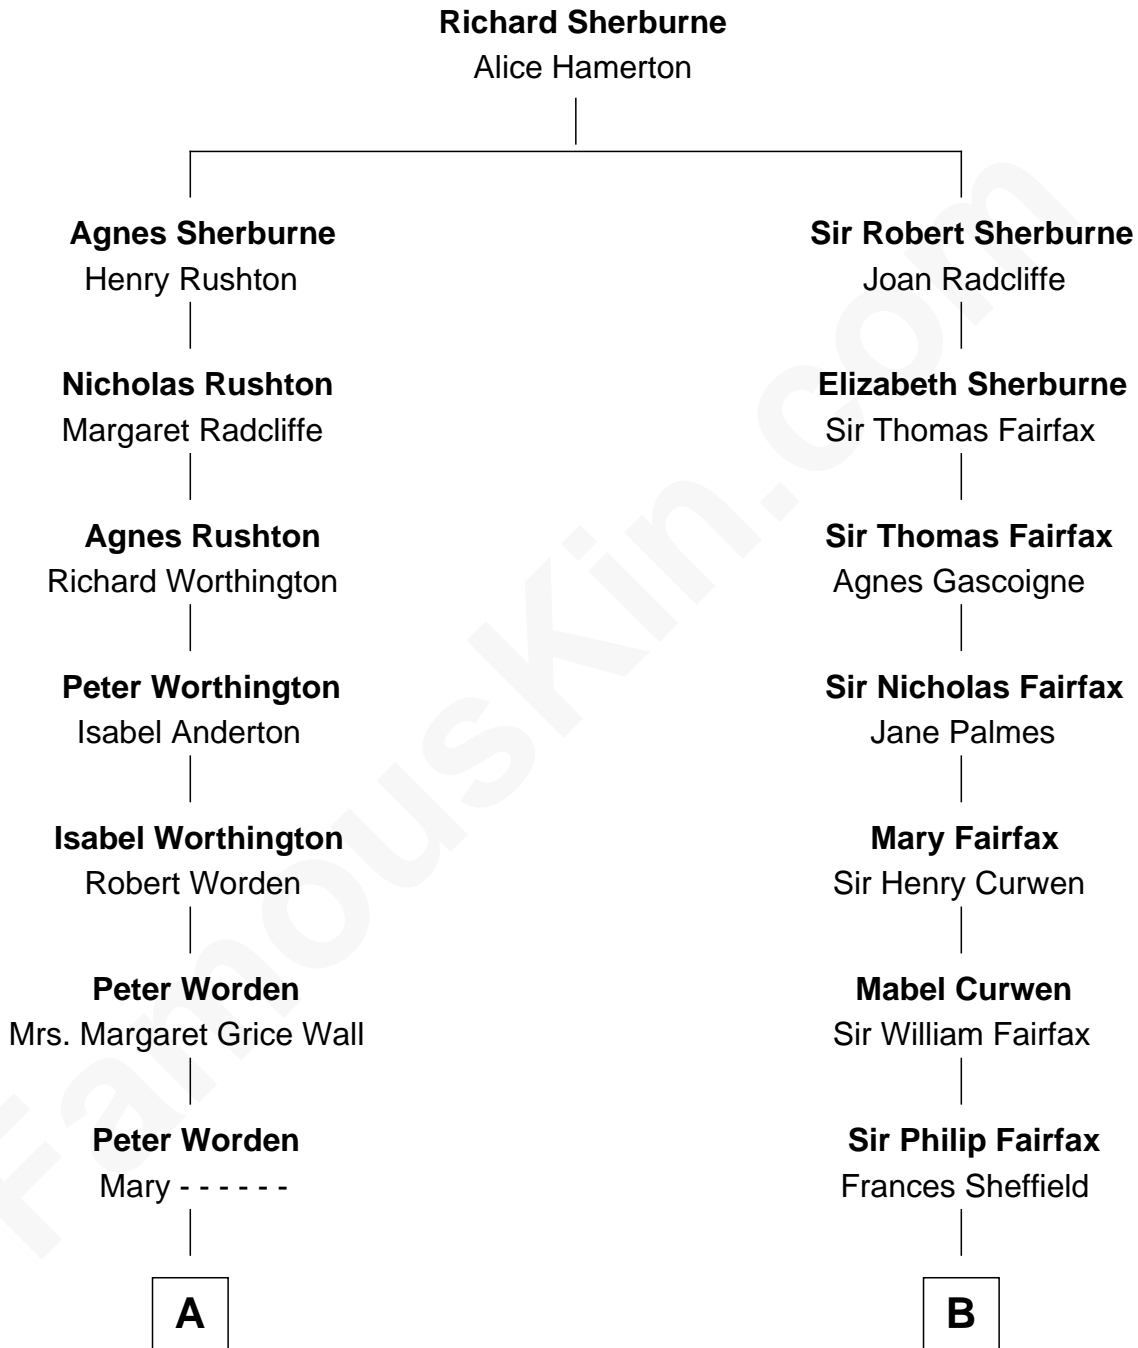 Richard Sherburne
Alice Hamerton
Agnes Sherburne
Henry Rushton
Sir Robert Sherburne
Joan Radcliffe
Nicholas Rushton
Margaret Radcliffe
Elizabeth Sherburne
Sir Thomas Fairfax
Agnes Rushton
Richard Worthington
Sir Thomas Fairfax
Agnes Gascoigne
Peter Worthington
Isabel Anderton
Sir Nicholas Fairfax
Jane Palmes
Isabel Worthington
Robert Worden
Mary Fairfax
Sir Henry Curwen
Peter Worden
Mrs. Margaret Grice Wall
Mabel Curwen
Sir William Fairfax
Peter Worden
Mary - - - - - -
Sir Philip Fairfax
Frances Sheffield
A
B
FamousKin.com